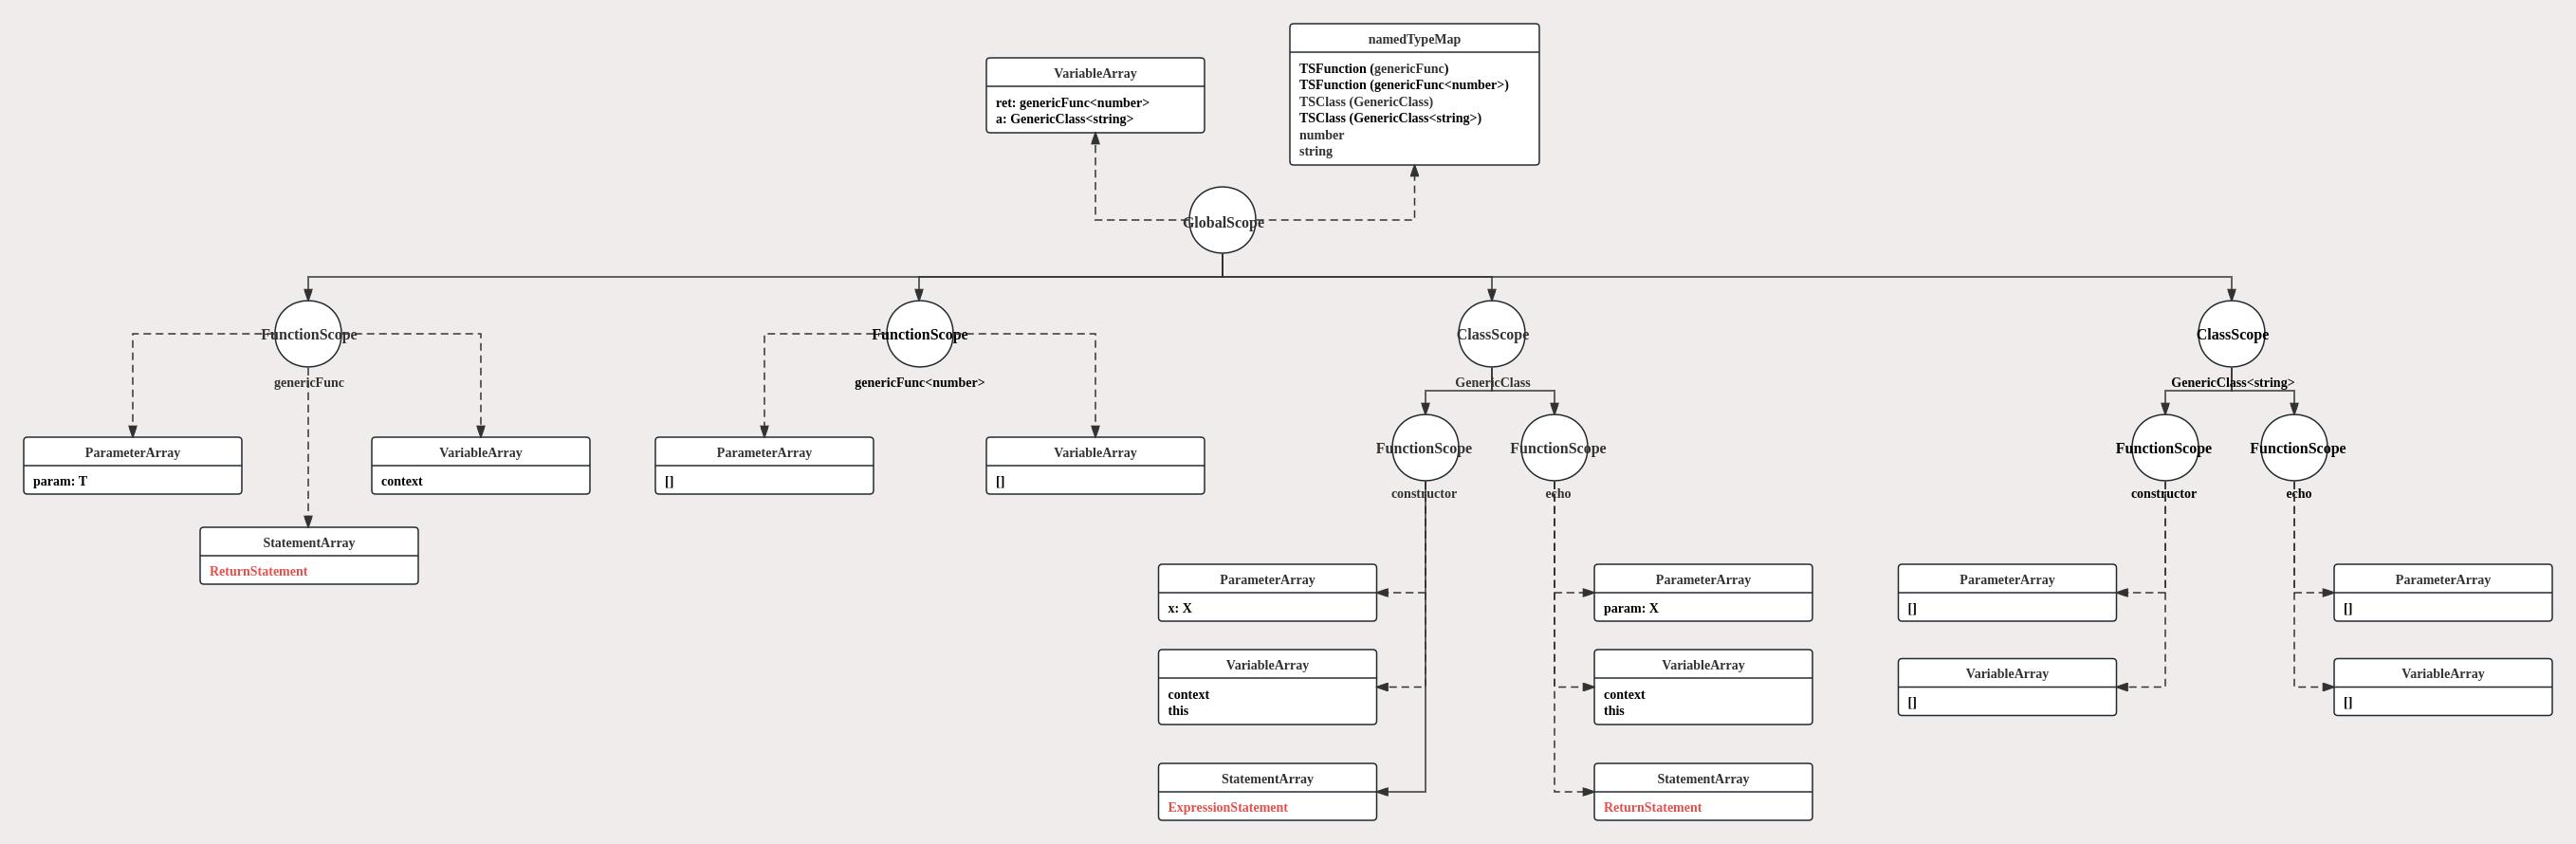 namedTypeMap
TSFunction (genericFunc)
TSFunction (genericFunc<number>)
TSClass (GenericClass)
TSClass (GenericClass<string>)
number
string
VariableArray
ret: genericFunc<number>
a: GenericClass<string>
GlobalScope
FunctionScope
genericFunc
FunctionScope
genericFunc<number>
ClassScope
GenericClass
ClassScope
GenericClass<string>
ParameterArray
param: T
VariableArray
context
StatementArray
ReturnStatement
ParameterArray
[]
VariableArray
[]
FunctionScope
constructor
FunctionScope
echo
FunctionScope
constructor
FunctionScope
echo
ParameterArray
x: X
VariableArray
context
this
StatementArray
ExpressionStatement
ParameterArray
param: X
VariableArray
context
this
StatementArray
ReturnStatement
ParameterArray
[]
VariableArray
[]
ParameterArray
[]
VariableArray
[]